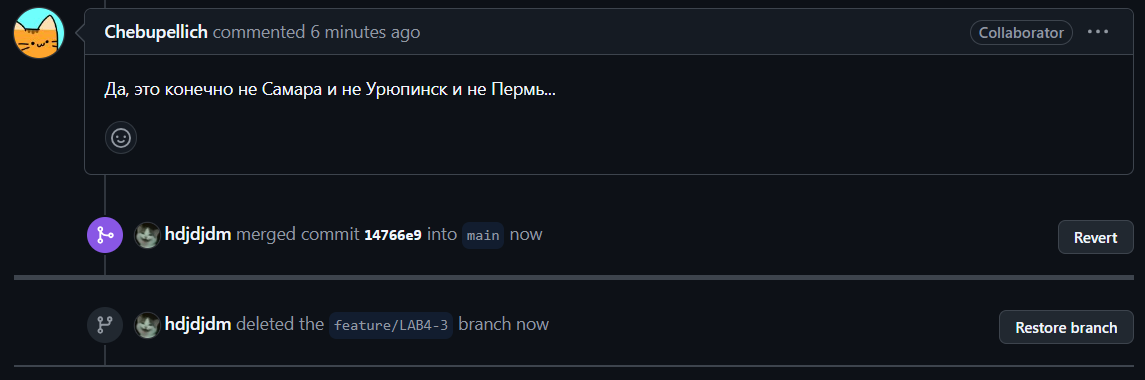 Chebupellich commented 6 minutes ago Collaborator
Да, это конечно не Самара и не Урюпинск и не Пермь...
hdjdjdm merged commit 14766e9 into main now Revert
hdjdjdm deleted the feature/LAB4-3 branch now Restore branch